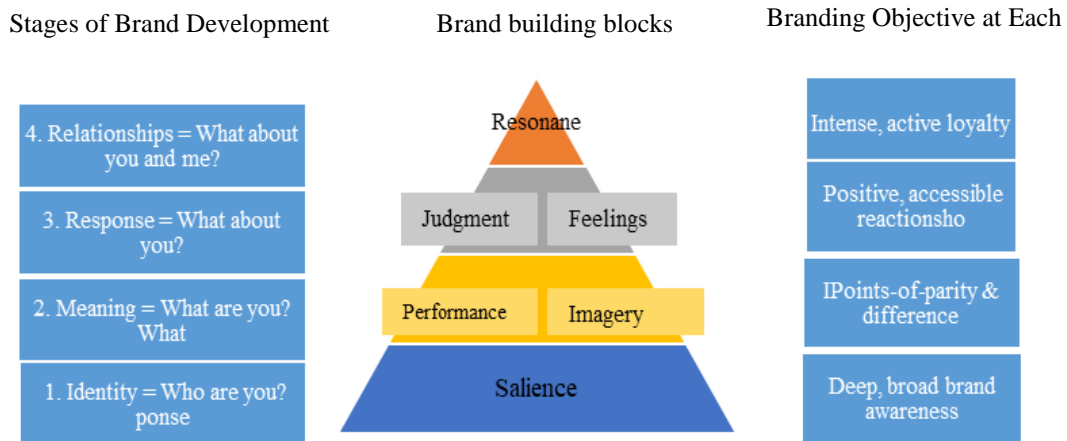 Stages of Brand Development
Brand building blocks
Branding Objective at Each
4. Relationships = What about
you and me?
3. Response = What about
you?
2. Meaning = What are you?
What
1. Identity = Who are you?
ponse
Resonane
Judgment
Feelings
Performance
Imagery
Salience
Intense, active loyalty
Positive, accessible
reactionsho
IPoints-of-parity &
difference
Deep, broad brand
awareness